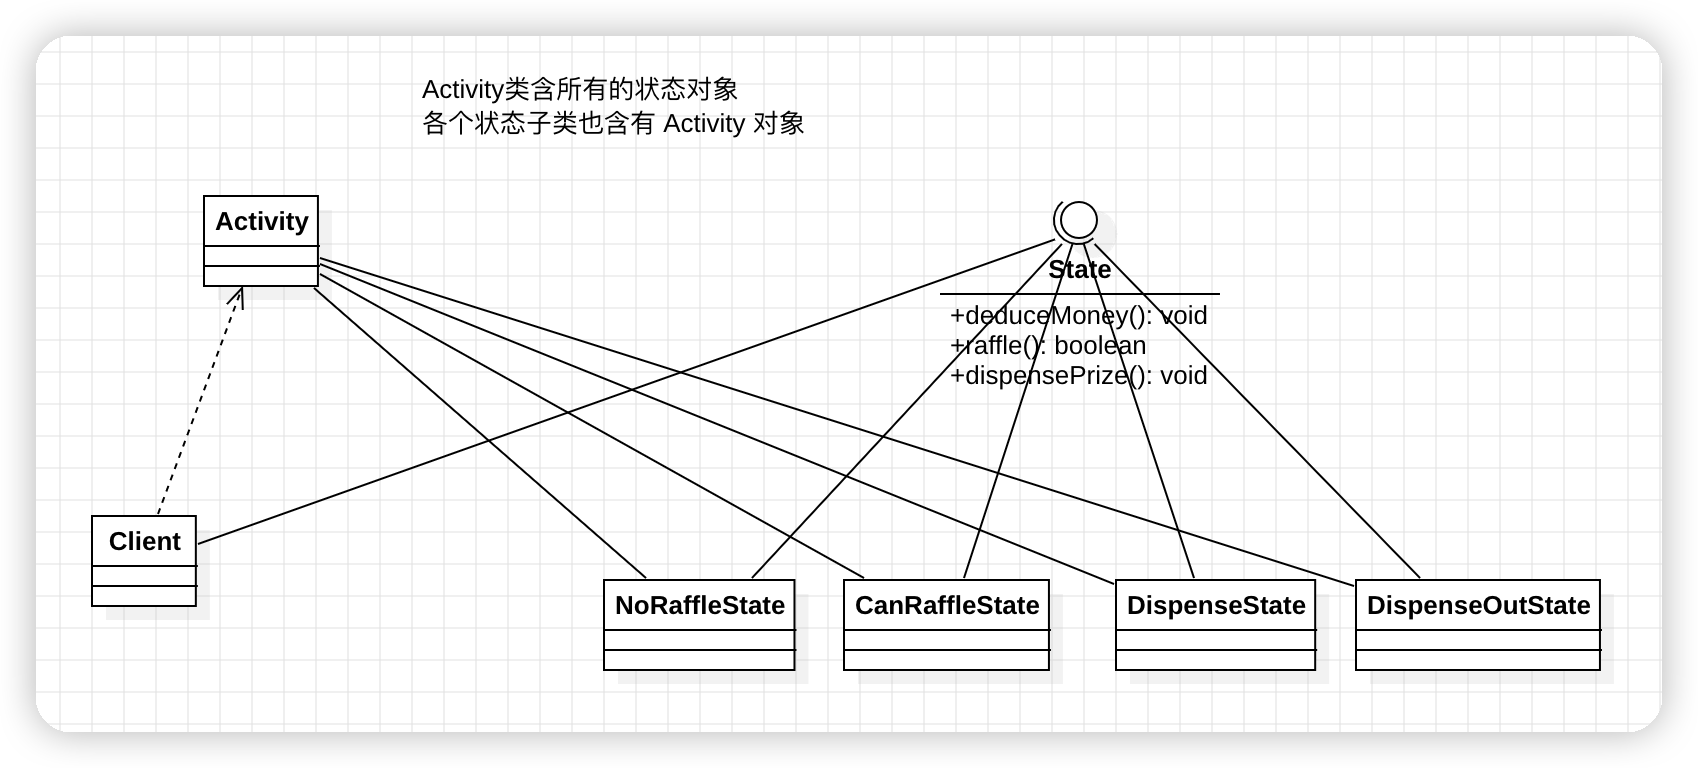 Activity类含所有的状态对象
各个状态子类也含有 Activity 对象
Activity
State
+deduceMoney(): void
+raffle(): boolean
+dispensePrize(): void
Client
NoRaffleState
CanRaffleState
DispenseState
DispenseOutState